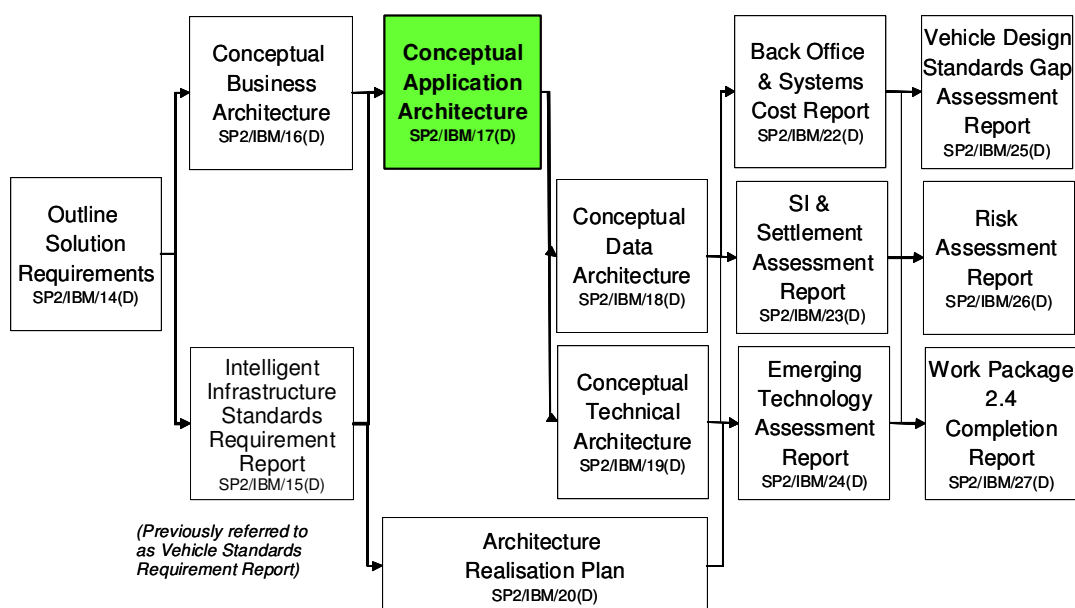 Conceptual
Business
Architecture
SP2/IBM/16(D)
Conceptual
Application
Architecture
SP2/IBM/17(D)
Back Office
& Systems
Cost Report
SP2/IBM/22(D)
Vehicle Design
Standards Gap
Assessment
Report
SP2/IBM/25(D)
Outline
Solution
Requirements
SP2/IBM/14(D)
Conceptual
Data
Architecture
SP2/IBM/18(D)
SI &
Settlement
Assessment
Report
SP2/IBM/23(D)
Risk
Assessment
Report
SP2/IBM/26(D)
Intelligent
Infrastructure
Standards
Requirement
Report
SP2/IBM/15(D)
Conceptual
Technical
Architecture
SP2/IBM/19(D)
Emerging
Technology
Assessment
Report
SP2/IBM/24(D)
Work Package
2.4
Completion
Report
SP2/IBM/27(D)
(Previously referred to
as Vehicle Standards
Requirement Report)
Architecture
Realisation Plan
SP2/IBM/20(D)